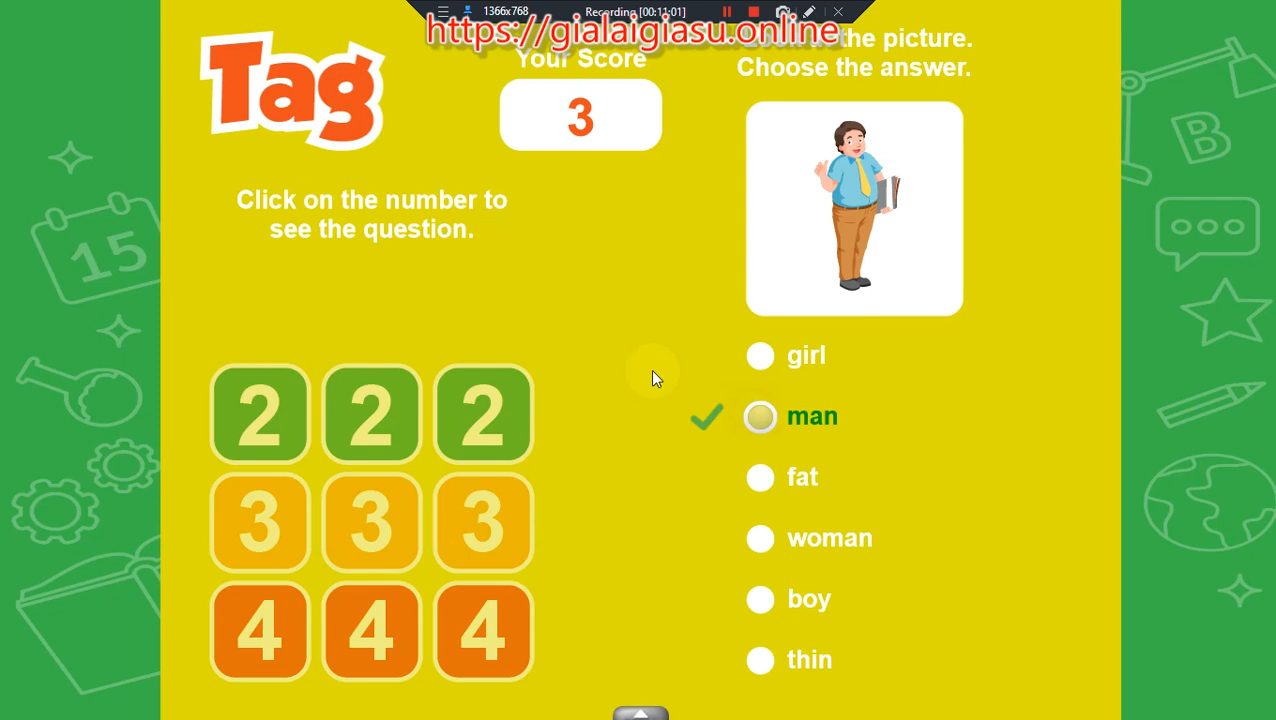 1366x768
Recording [00:11:01]
https://gialaigiasu.online
Tag
Your Score
3
the picture.
Choose the answer.
Click on the number to
see the question.
2 2 2
3 3 3
4 4 4
girl
man
fat
woman
boy
thin
15
B